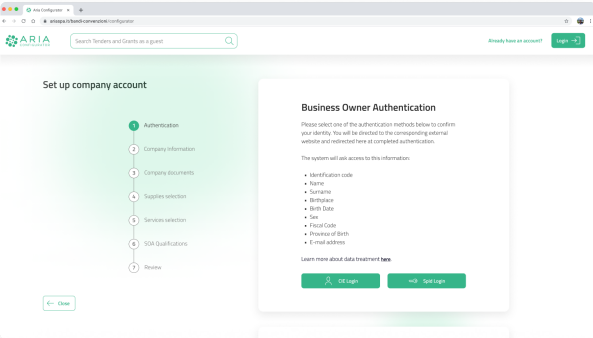 Aria Configurator
ariaspa.it/bandi-convenzioni/configurator
ARIA
CONFIGURATOR
Search Tenders and Grants as a guest
Already have an account?
Login
Set up company account
1 Authentication
2 Company information
3 Company documents
4 Supplies selection
5 Services selection
6 SOA Qualifications
7 Review
Close
Business Owner Authentication
Please select one of the authentication methods below to confirm
your identity. You will be directed to the corresponding external
website and redirected here at completed authentication.
The system will ask access to this information:
• Identification code
• Name
• Surname
• Birthplace
• Birth Date
• Sex
• Fiscal Code
• Province of Birth
• E-mail address
Learn more about data treatment here.
CIE Login
Spid Login